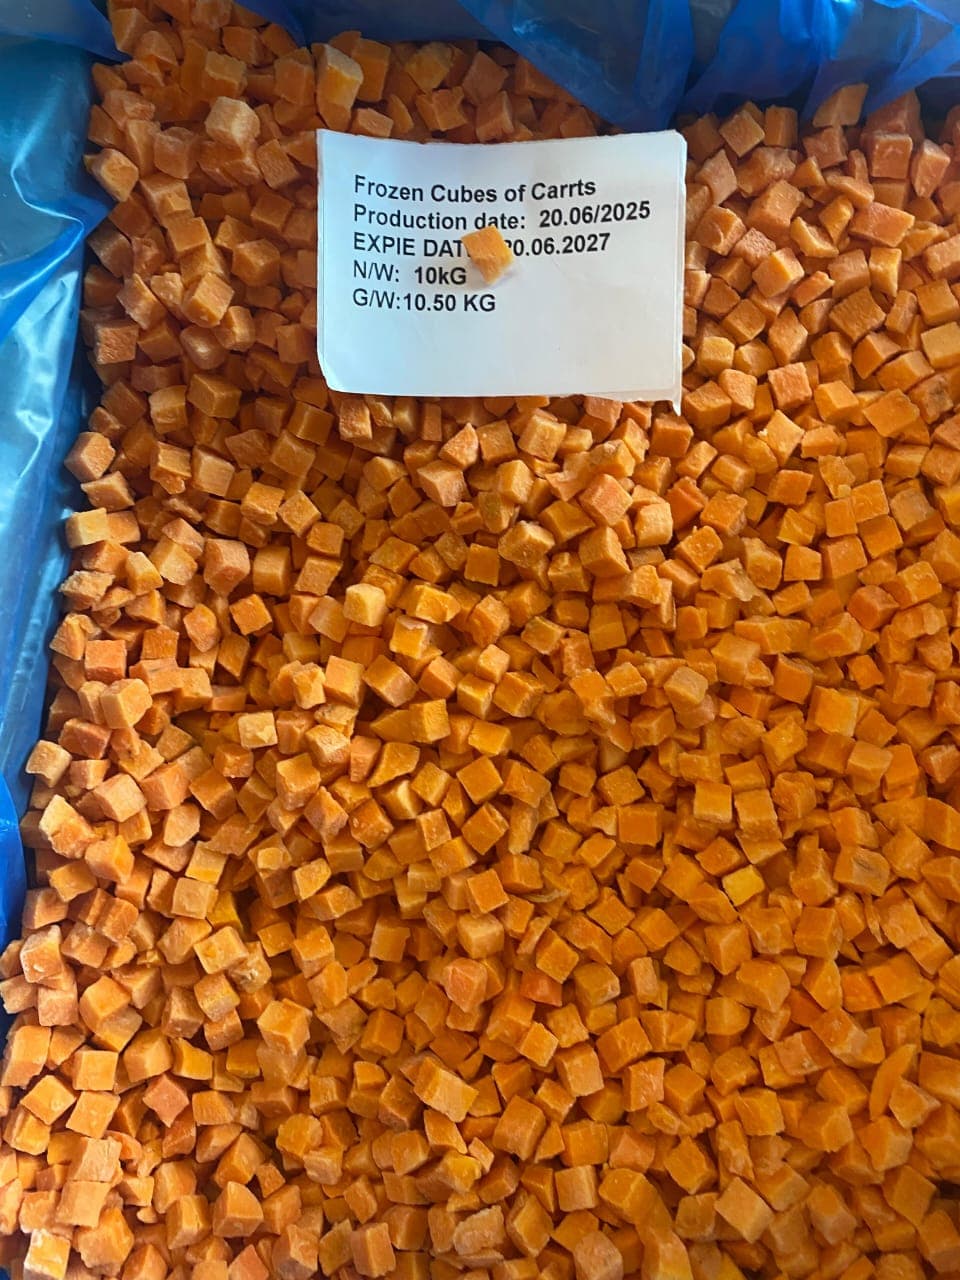 Frozen Cubes of Carrts
Production date: 20.06/2025
EXPIE DAT 0.06.2027
N/W: 10kG
G/W:10.50 KG